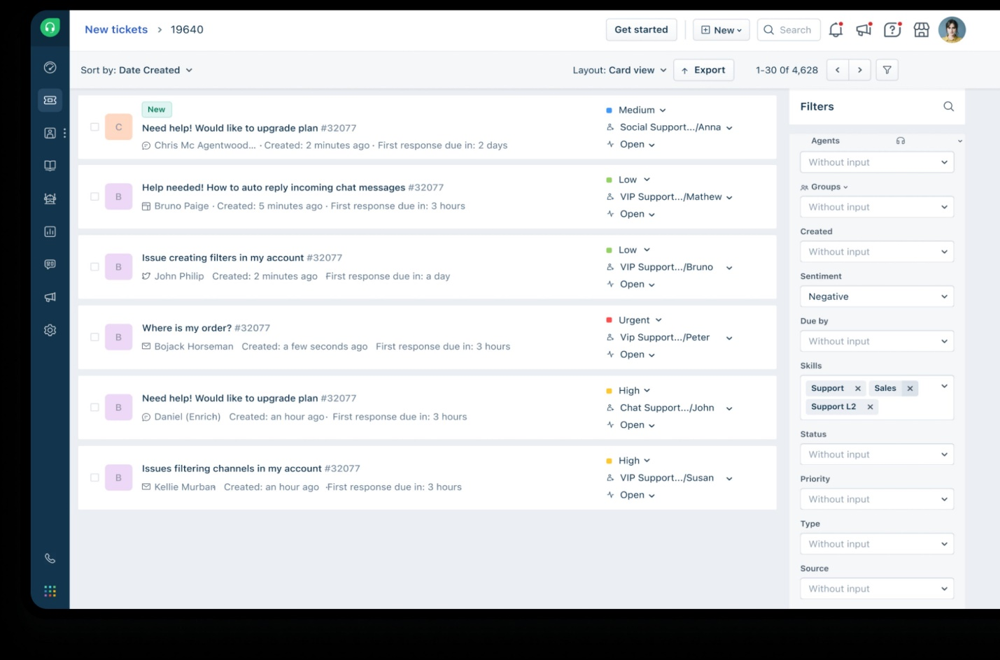 New tickets > 19640
Get started
New
Search
Sort by: Date Created
Layout: Card view
Export
1-30 Of 4,628
C
New
Need help! Would like to upgrade plan #32077
Chris Mc Agentwood... · Created: 2 minutes ago · First response due in: 2 days
Medium
Social Support.../Anna
Open
B
Help needed! How to auto reply incoming chat messages #32077
Bruno Paige · Created: 5 minutes ago · First response due in: 3 hours
Low
VIP Support.../Mathew
Open
B
Issue creating filters in my account #32077
John Philip Created: 2 minutes ago First response due in: a day
Low
VIP Support.../Bruno
Open
B
Where is my order? #32077
Bojack Horseman Created: a few seconds ago First response due in: 3 hours
Urgent
Vip Support.../Peter
Open
B
Need help! Would like to upgrade plan #32077
Daniel (Enrich) Created: an hour ago· First response due in: 3 hours
High
Chat Support.../John
Open
B
Issues filtering channels in my account #32077
Kellie Murban Created: an hour ago ·First response due in: 3 hours
High
VIP Support.../Susan
Open
Filters
Agents
Without input
Groups
Without input
Created
Without input
Sentiment
Negative
Due by
Without input
Skills
Support × Sales ×
Support L2 ×
Status
Without input
Priority
Without input
Type
Without input
Source
Without input